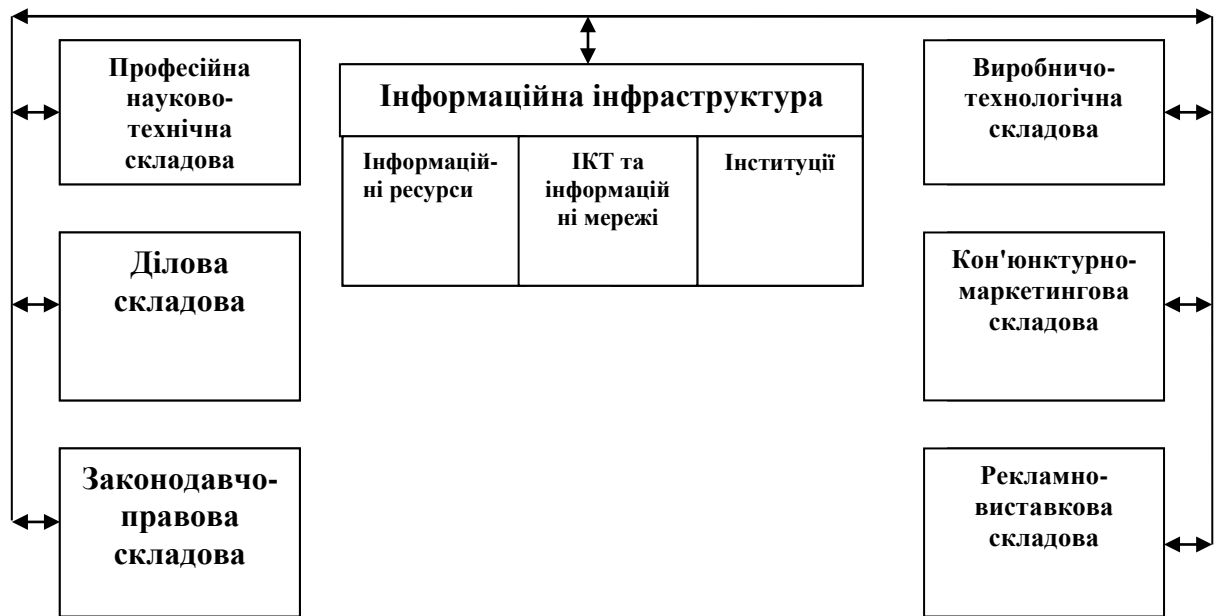 Професійна
науково-
технічна
складова
Ділова
складова
Законодавчо-
правова
складова
Інформаційна інфраструктура
Інформацій-
ні ресурси
ІКТ та
інформацій
ні мережі
Інституції
Виробничо-
технологічна
складова
Кон'юнктурно-
маркетингова
складова
Рекламно-
виставкова
складова